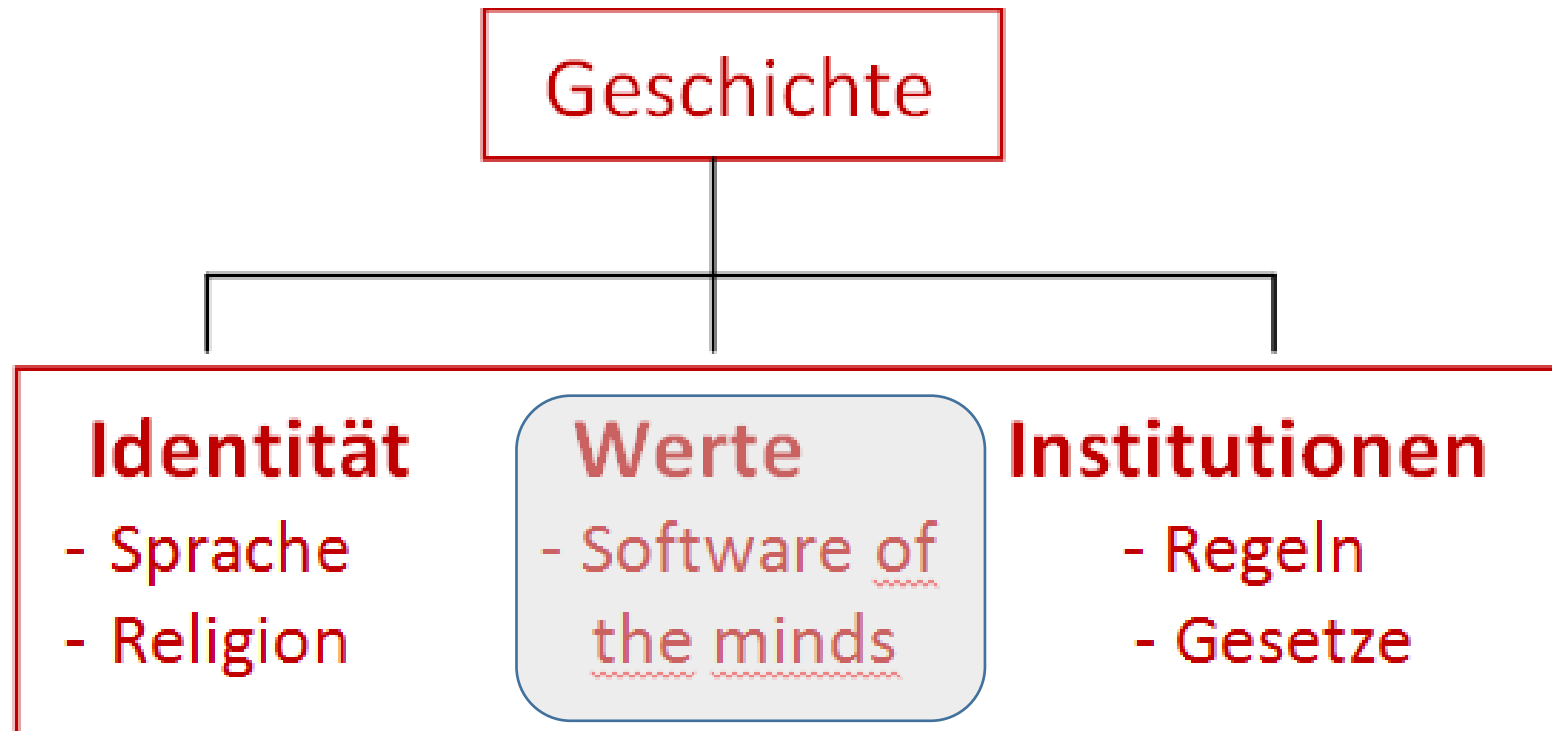 Geschichte
Identität
- Sprache
- Religion
Werte
- Software of
the minds
Institutionen
- Regeln
- Gesetze